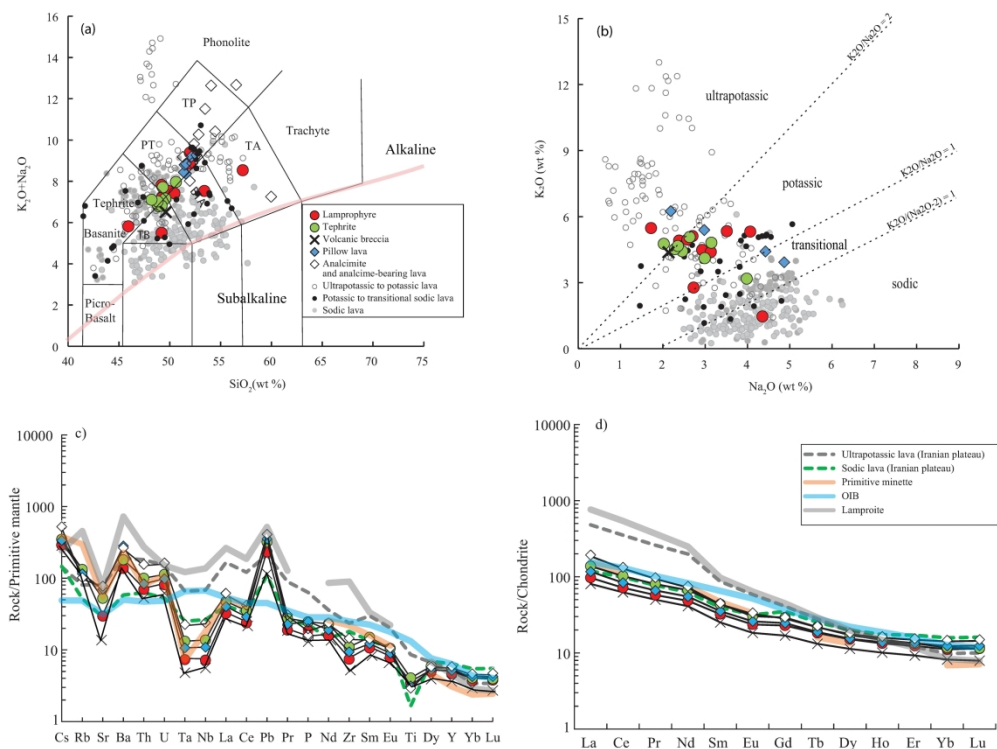 (a)
16
14
12
10
8
6
4
2
0
K2O+Na2O
40
45
50
55
60
65
70
75
SiO2(wt %)
Phonolite
TP
Trachyte
PT
TA
Alkaline
Tephrite
Basanite
TB
Picro-
Basalt
Subalkaline
Lamprophyre
Tephrite
Volcanic breccia
Pillow lava
Analcimite
and analcime-bearing lava
Ultrapotassic to potassic lava
Potassic to transitional sodic lava
Sodic lava
(b)
15
12
9
6
3
0
K2O (wt %)
0
1
2
3
4
5
6
7
8
9
Na2O (wt %)
ultrapotassic
potassic
transitional
sodic
K2O/Na2O = 2
K2O/Na2O = 1
K2O/(Na2O-2) = 1
c)
10000
1000
100
10
1
Rock/Primitive mantle
Cs Rb Sr Ba Th U Ta Nb La Ce Pb Pr P Nd Zr Sm Eu Ti Dy Y Yb Lu
d)
10000
1000
100
10
1
Rock/Chondrite
Ultrapotassic lava (Iranian plateau)
Sodic lava (Iranian plateau)
Primitive minette
OIB
Lamproite
La Ce Pr Nd Sm Eu Gd Tb Dy Ho Er Yb Lu